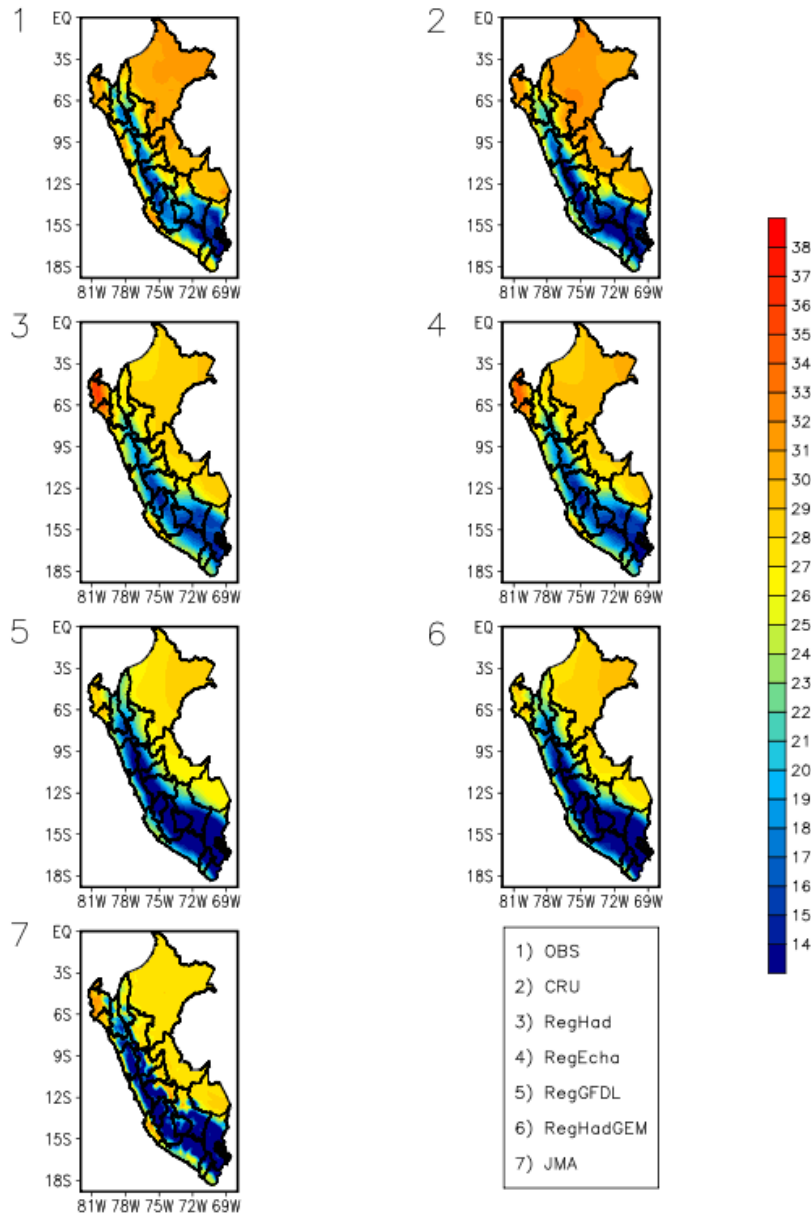 1
EQ
3S
6S
9S
12S
15S
18S
81W 78W 75W 72W 69W
2
EQ
3S
6S
9S
12S
15S
18S
81W 78W 75W 72W 69W
3
EQ
3S
6S
9S
12S
15S
18S
81W 78W 75W 72W 69W
4
EQ
3S
6S
9S
12S
15S
18S
81W 78W 75W 72W 69W
5
EQ
3S
6S
9S
12S
15S
18S
81W 78W 75W 72W 69W
6
EQ
3S
6S
9S
12S
15S
18S
81W 78W 75W 72W 69W
7
EQ
3S
6S
9S
12S
15S
18S
81W 78W 75W 72W 69W
1) OBS
2) CRU
3) RegHad
4) RegEcha
5) RegGFDL
6) RegHadGEM
7) JMA
38
37
36
35
34
33
32
31
30
29
28
27
26
25
24
23
22
21
20
19
18
17
16
15
14